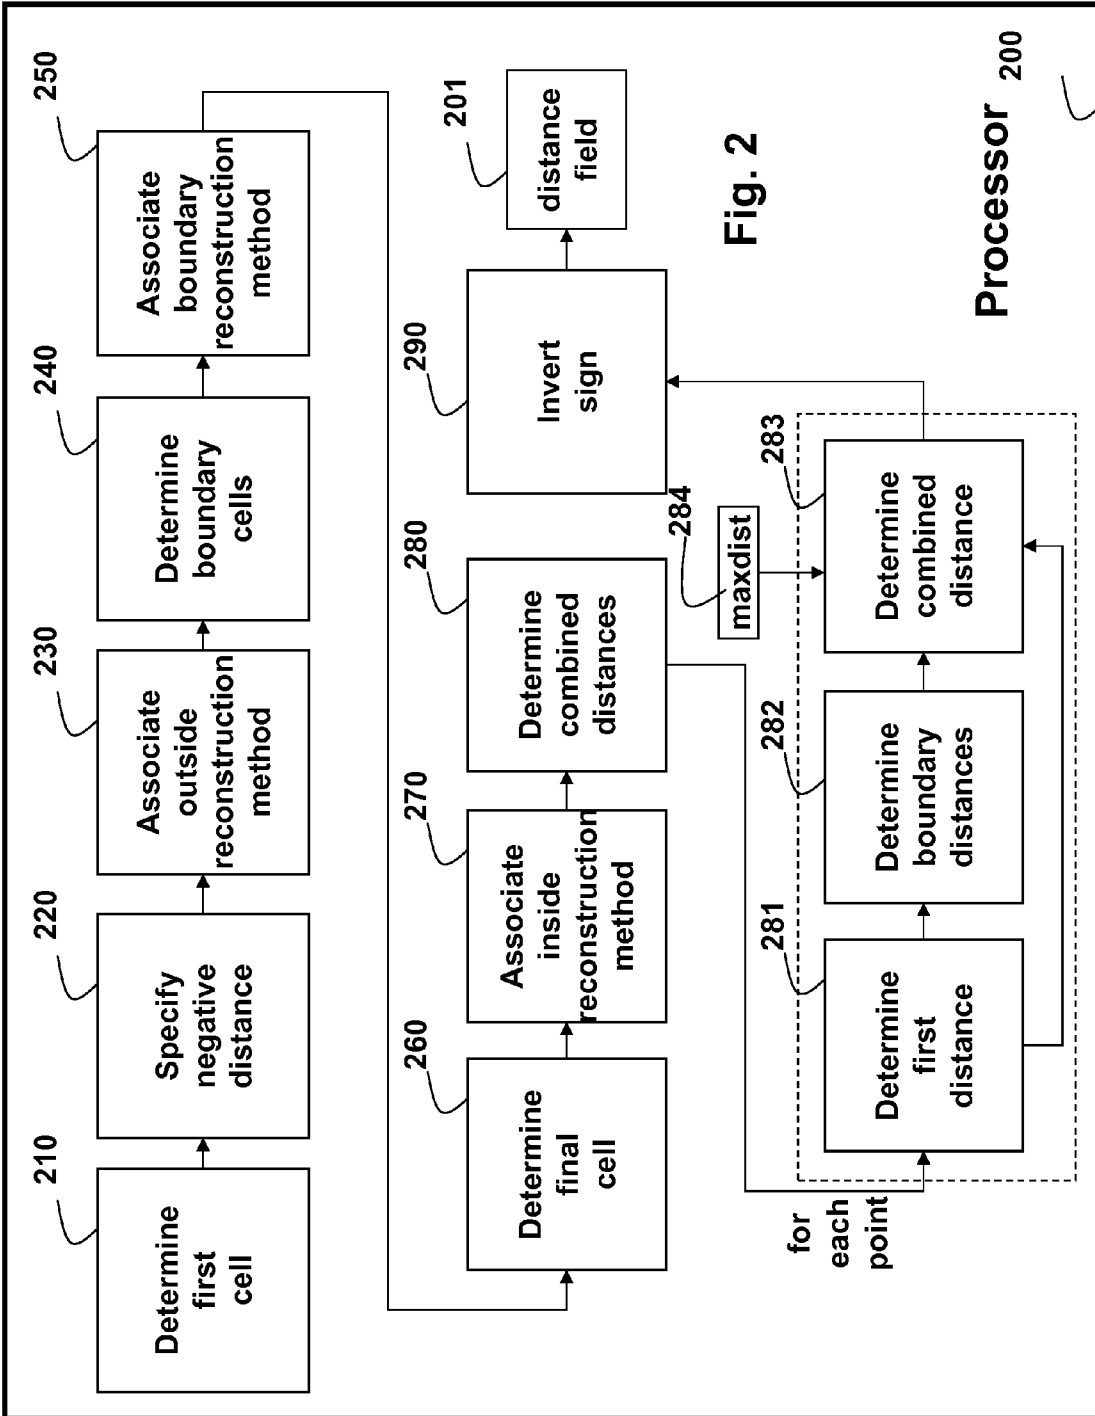 210
Determine
first
cell
220
Specify
negative
distance
230
Associate
outside
reconstruction
method
240
Determine
boundary
cells
250
Associate
boundary
reconstruction
method
260
Determine
final
cell
270
Associate
inside
reconstruction
method
280
Determine
combined
distances
290
Invert
sign
201
distance
field
for
each
point
281
Determine
first
distance
282
Determine
boundary
distances
284
maxdist
283
Determine
combined
distance
Fig. 2
Processor
200